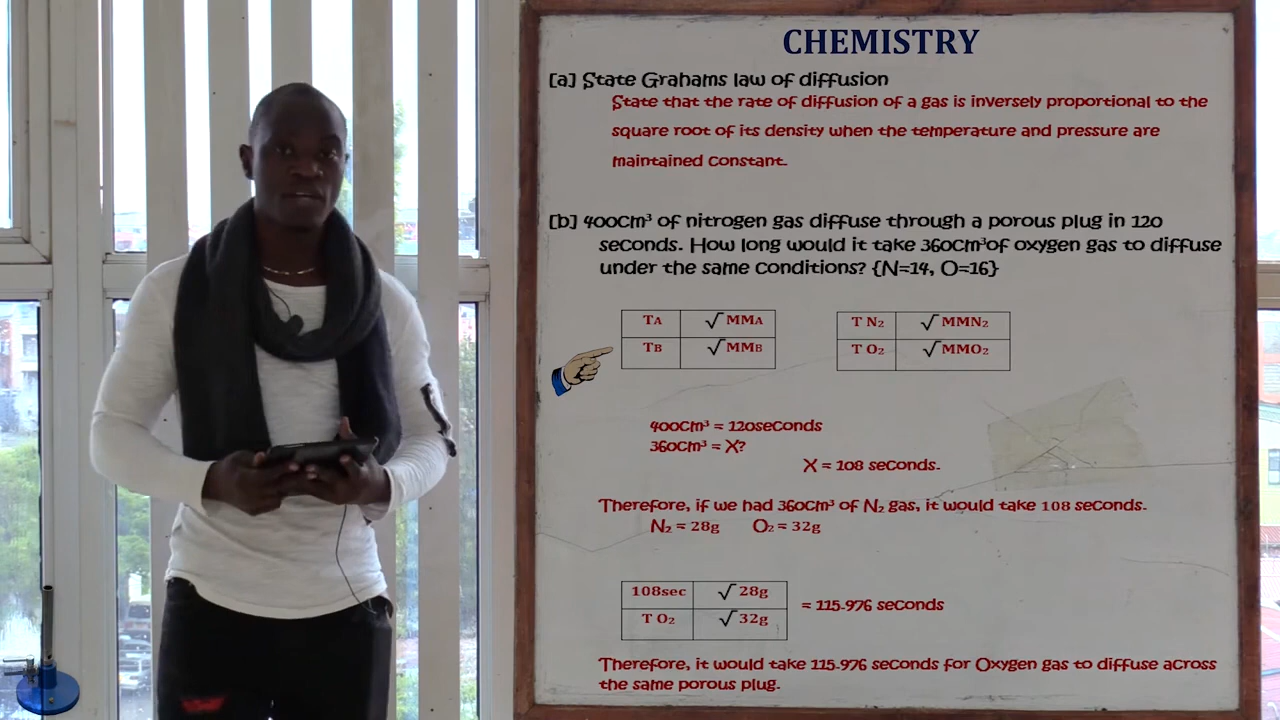 CHEMISTRY
[a] State Grahams law of diffusion
State that the rate of diffusion of a gas is inversely proportional to the
square root of its density when the temperature and pressure are
maintained constant.
[b] 400cm³ of nitrogen gas diffuse through a porous plug in 120
seconds. How long would it take 360cm³of oxygen gas to diffuse
under the same conditions? {N=14, O=16}
TA √MMA T N₂ √MMN₂
TB √MMB T O₂ √MMO₂
400cm³ = 120seconds
360cm³ = X?
X = 108 seconds.
Therefore, if we had 360cm³ of N₂ gas, it would take 108 seconds.
N₂ = 28g O₂ = 32g
108sec √28g
= 115.976 seconds
T O₂ √32g
Therefore, it would take 115.976 seconds for Oxygen gas to diffuse across
the same porous plug.